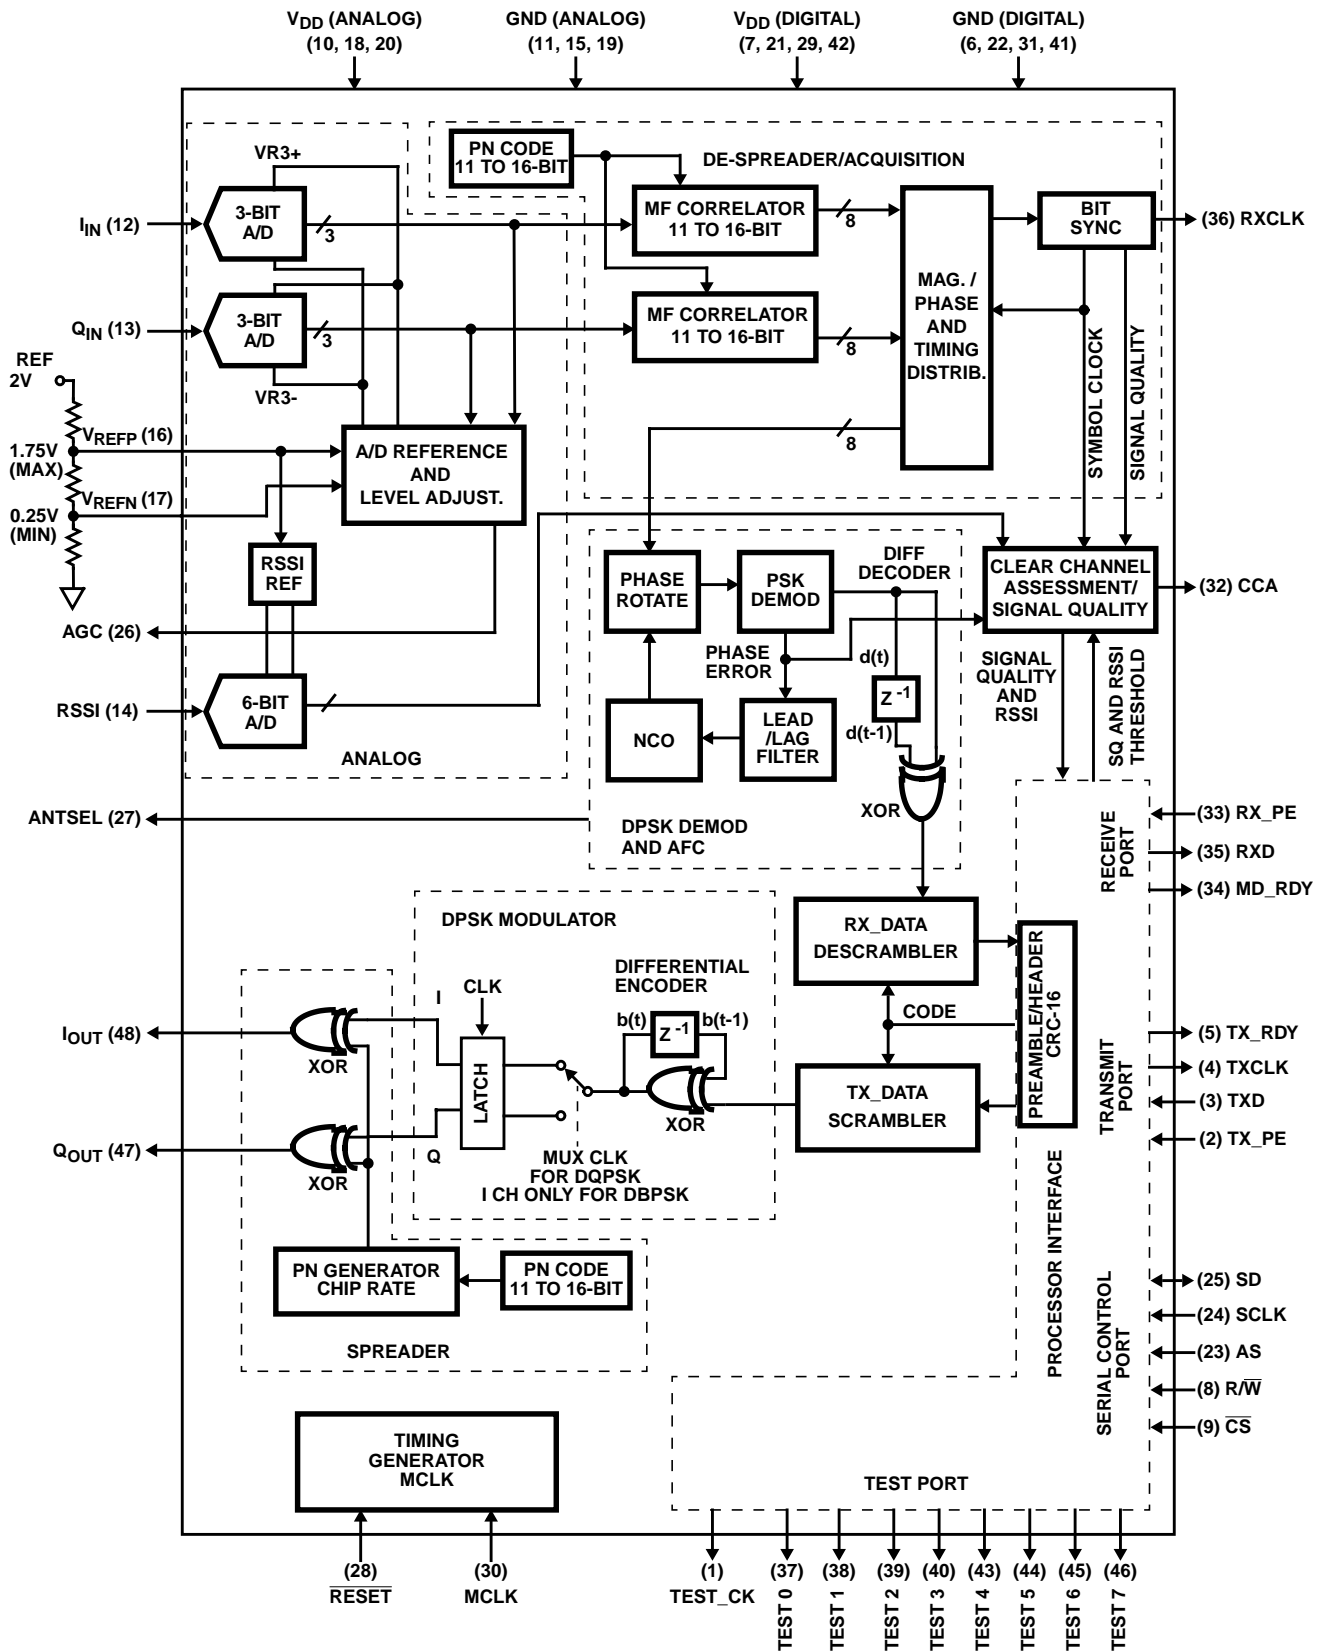 V_DD (ANALOG)
(10, 18, 20)
GND (ANALOG)
(11, 15, 19)
V_DD (DIGITAL)
(7, 21, 29, 42)
GND (DIGITAL)
(6, 22, 31, 41)
VR3+
3-BIT
A/D
3
I_IN (12)
3-BIT
A/D
3
Q_IN (13)
VR3-
REF
2V
V_REFP (16)
1.75V
(MAX)
V_REFN (17)
0.25V
(MIN)
A/D REFERENCE
AND
LEVEL ADJUST.
RSSI
REF
AGC (26)
RSSI (14)
6-BIT
A/D
ANALOG
PN CODE
11 TO 16-BIT
DE-SPREADER/ACQUISITION
MF CORRELATOR
11 TO 16-BIT
8
MF CORRELATOR
11 TO 16-BIT
8
8
MAG. /
PHASE
AND
TIMING
DISTRIB.
BIT
SYNC
(36) RXCLK
SYMBOL CLOCK
SIGNAL QUALITY
CLEAR CHANNEL
ASSESSMENT/
SIGNAL QUALITY
(32) CCA
SIGNAL
QUALITY
AND
RSSI
SQ AND RSSI
THRESHOLD
PHASE
ROTATE
PSK
DEMOD
DIFF
DECODER
PHASE
ERROR
d(t)
Z -1
d(t-1)
NCO
LEAD
/LAG
FILTER
XOR
DPSK DEMOD
AND AFC
ANTSEL (27)
RECEIVE
PORT
(33) RX_PE
(35) RXD
(34) MD_RDY
RX_DATA
DESCRAMBLER
CODE
TX_DATA
SCRAMBLER
PREAMBLE/HEADER
CRC-16
TRANSMIT
PORT
(5) TX_RDY
(4) TXCLK
(3) TXD
(2) TX_PE
DPSK MODULATOR
DIFFERENTIAL
ENCODER
CLK
I
b(t)
Z -1
b(t-1)
LATCH
Q
XOR
MUX CLK
FOR DQPSK
I CH ONLY FOR DBPSK
I_OUT (48)
XOR
Q_OUT (47)
XOR
PN GENERATOR
CHIP RATE
PN CODE
11 TO 16-BIT
SPREADER
PROCESSOR INTERFACE
SERIAL CONTROL
PORT
(25) SD
(24) SCLK
(23) AS
(8) R/W̅
(9) C̅S̅
TIMING
GENERATOR
MCLK
TEST PORT
(28)
R̅E̅S̅E̅T̅
(30)
MCLK
(1)
TEST_CK
(37)
TEST 0
(38)
TEST 1
(39)
TEST 2
(40)
TEST 3
(43)
TEST 4
(44)
TEST 5
(45)
TEST 6
(46)
TEST 7